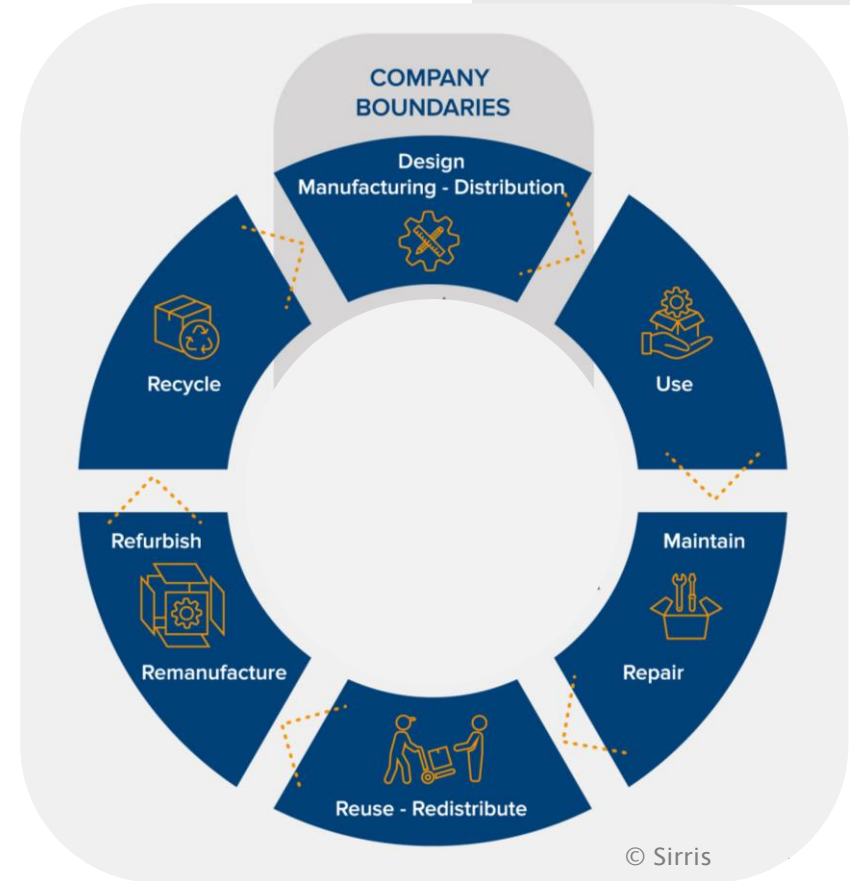 COMPANY
BOUNDARIES
Design
Manufacturing - Distribution
Use
Maintain
Repair
Reuse - Redistribute
Remanufacture
Refurbish
Recycle
© Sirris